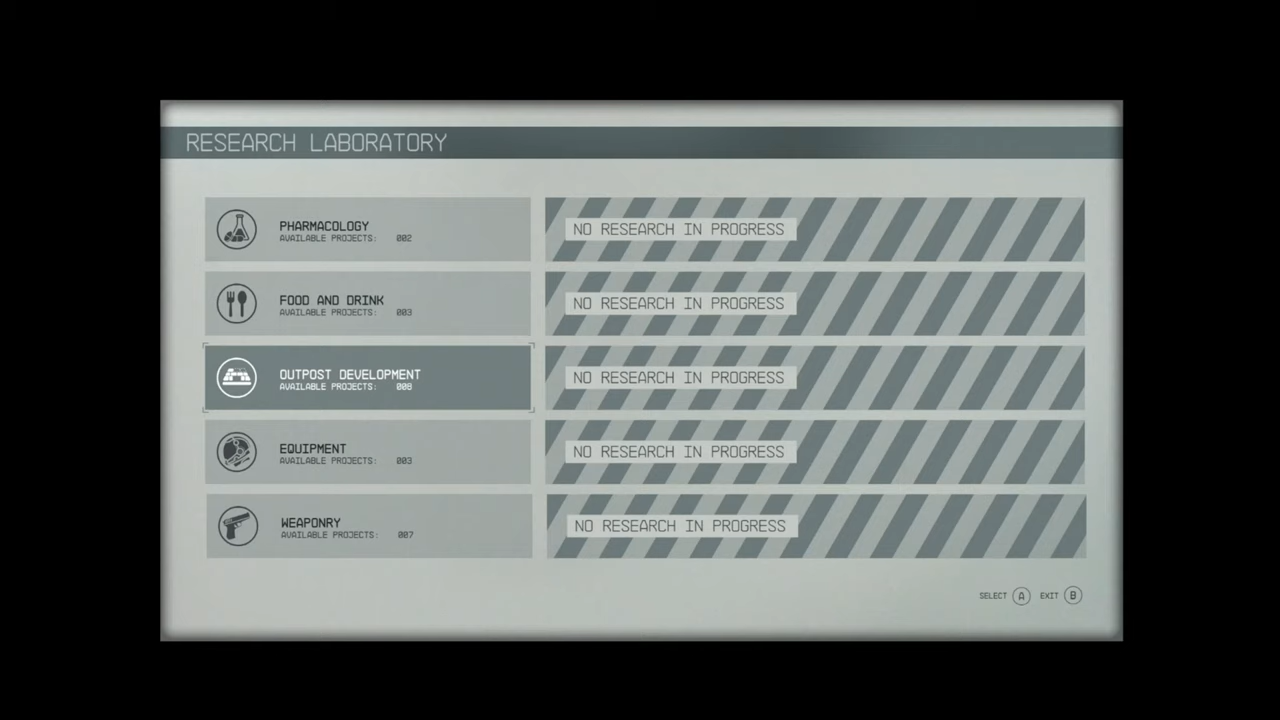 RESEARCH LABORATORY
PHARMACOLOGY
AVAILABLE PROJECTS: 002
NO RESEARCH IN PROGRESS
FOOD AND DRINK
AVAILABLE PROJECTS: 003
NO RESEARCH IN PROGRESS
OUTPOST DEVELOPMENT
AVAILABLE PROJECTS: 008
NO RESEARCH IN PROGRESS
EQUIPMENT
AVAILABLE PROJECTS: 003
NO RESEARCH IN PROGRESS
WEAPONRY
AVAILABLE PROJECTS: 007
NO RESEARCH IN PROGRESS
SELECT A EXIT B